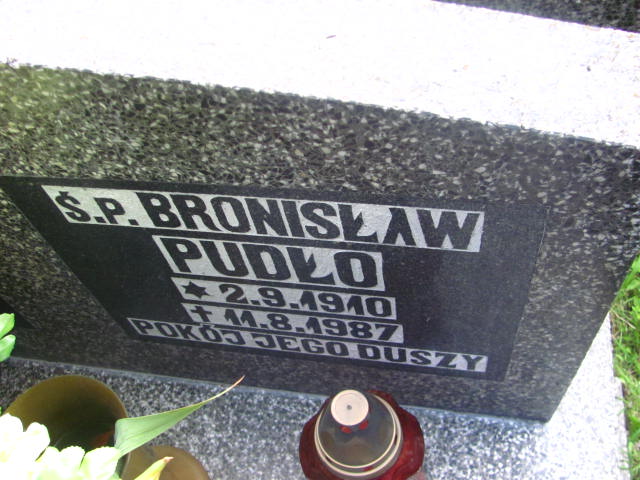 Ś.P. BRONISŁAW
PUDŁO
★ 2.9.1910
✝ 11.8.1987
POKÓJ JEGO DUSZY